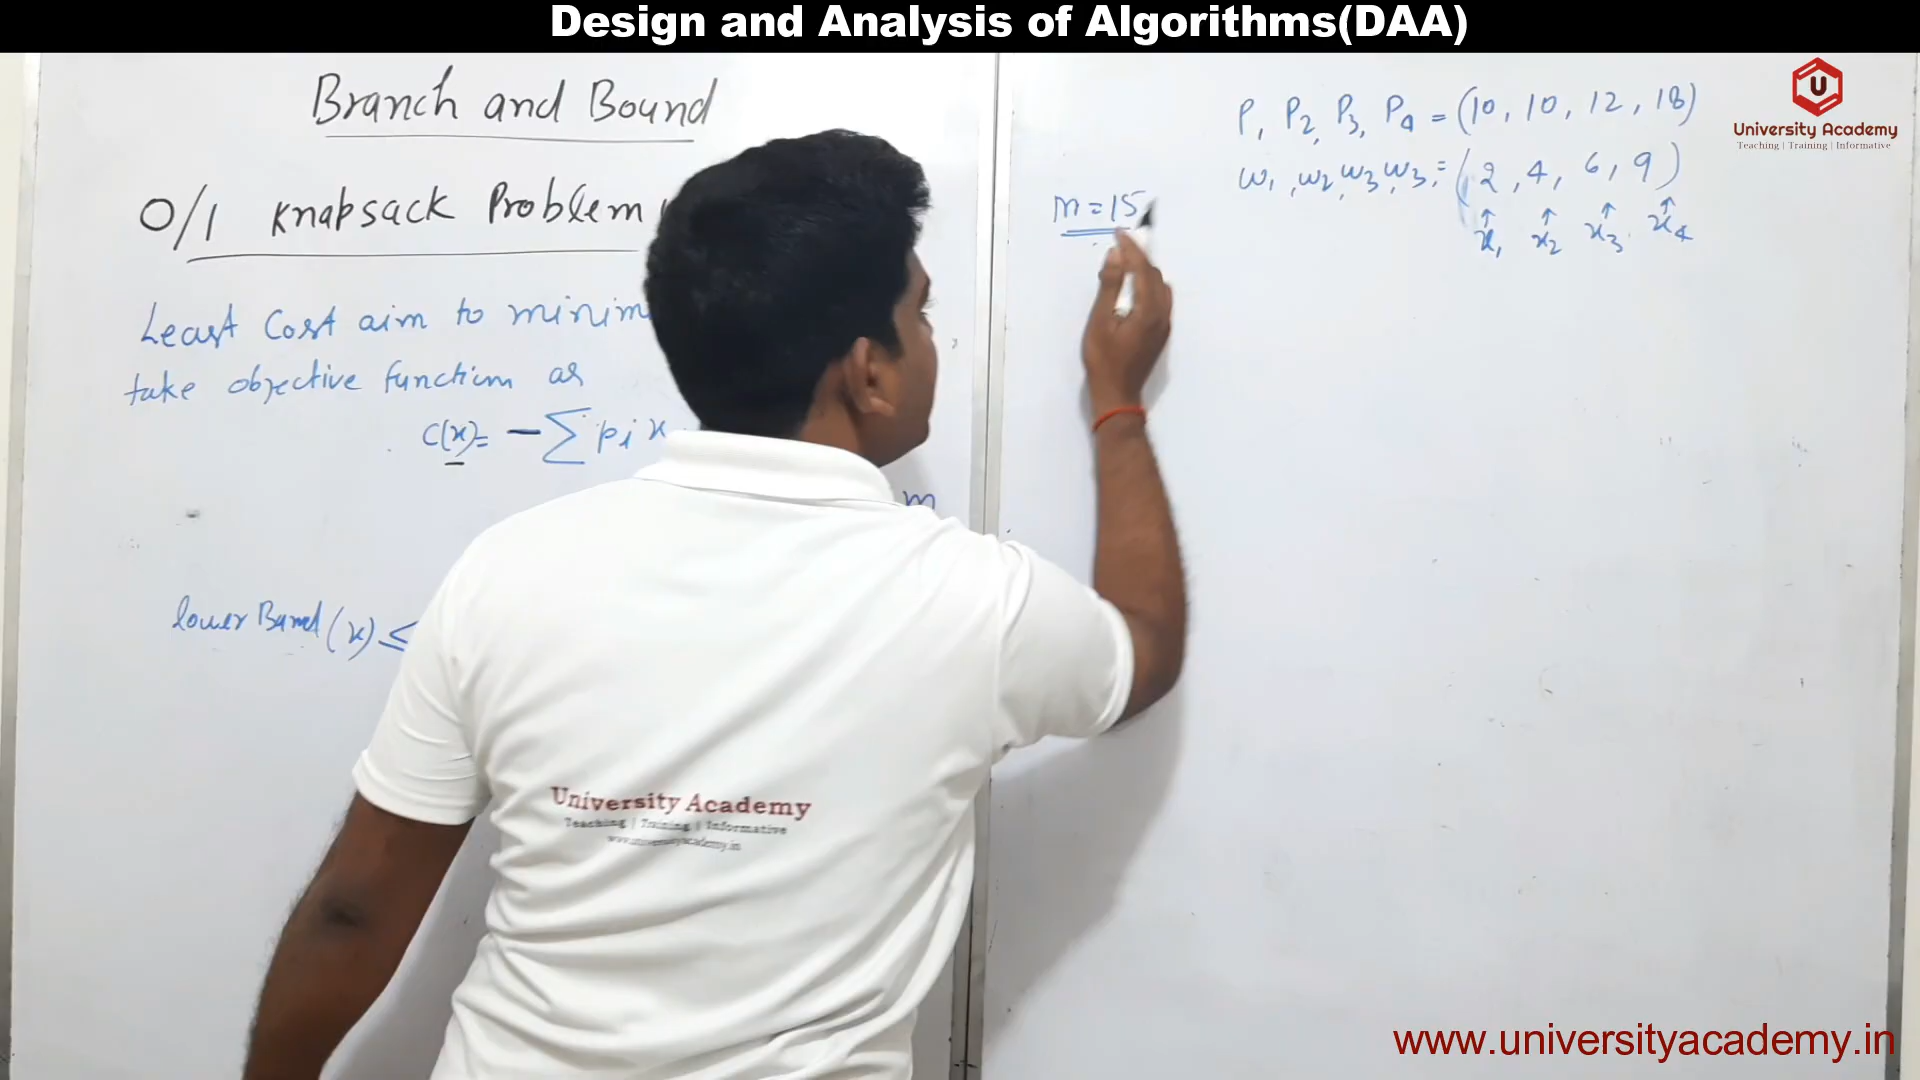 Design and Analysis of Algorithms(DAA)
Branch and Bound
0/1 Knapsack Problem
Least Cost aim to minim
take objective function as
C(x)= - ∑ pi x
m
lower Bound (x) ≤
P1, P2, P3, P4 = (10, 10, 12, 18)
w1, w2, w3, w3, = (2, 4, 6, 9)
m = 15
x1 x2 x3 x4
U
University Academy
Teaching | Training | Informative
University Academy
Teaching | Training | Informative
www.universityacademy.in
www.universityacademy.in